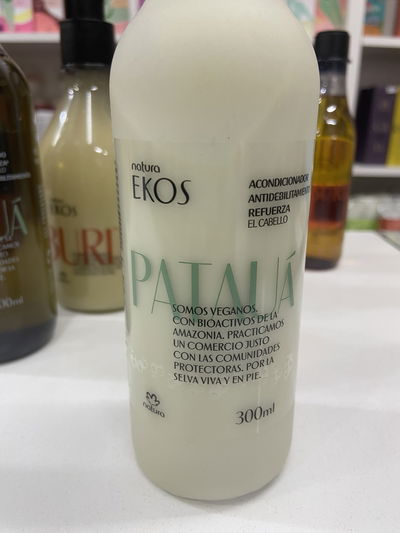 natura
EKOS
ACONDICIONADOR
ANTIDEBILITAMIENTO
REFUERZA
EL CABELLO
PATAUÁ
SOMOS VEGANOS.
CON BIOACTIVOS DE LA
AMAZONIA. PRACTICAMOS
UN COMERCIO JUSTO
CON LAS COMUNIDADES
PROTECTORAS. POR LA
SELVA VIVA Y EN PIE.
natura
300ml
EKOS